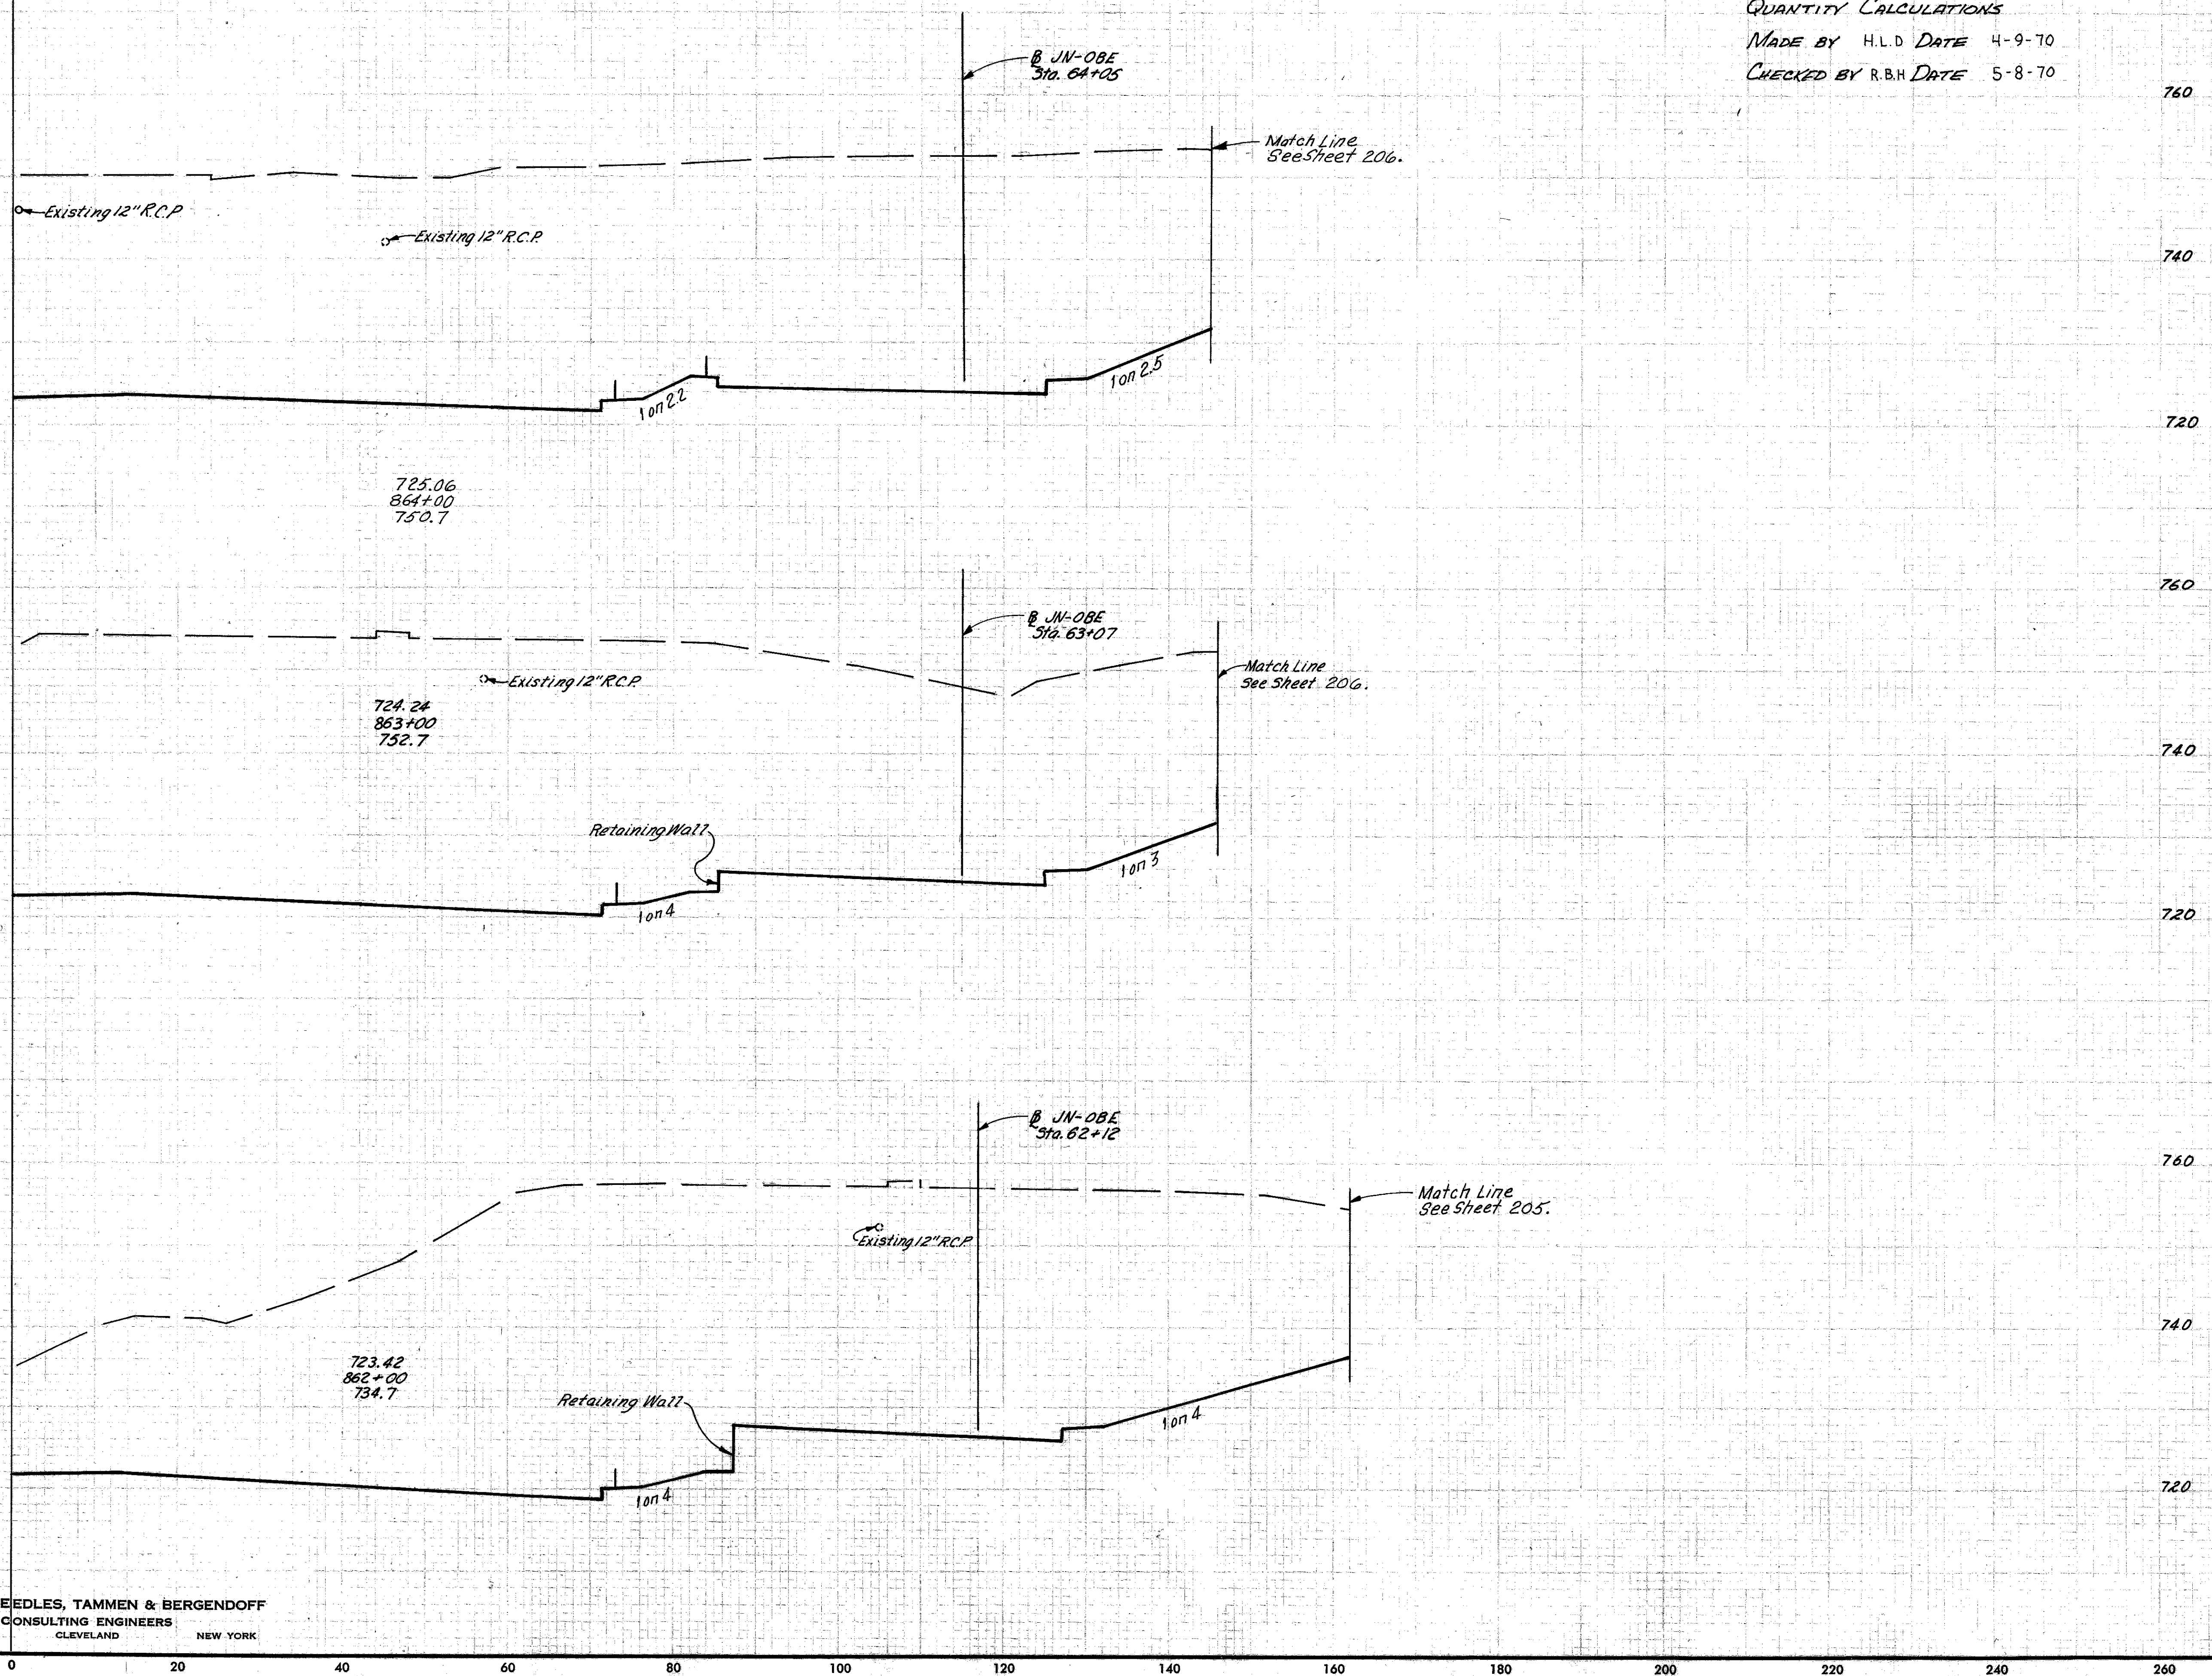 QUANTITY CALCULATIONS
MADE BY H.L.D DATE 4-9-70
CHECKED BY R.B.H DATE 5-8-70
760
740
720
℄ JN-OBE
Sta. 64+05
Match Line
See Sheet 206.
Existing 12" R.C.P.
Existing 12" R.C.P.
1 on 2.2
1 on 2.5
725.06
864+00
750.7
760
740
720
℄ JN-OBE
Sta. 63+07
Match Line
See Sheet 206.
Existing 12" R.C.P.
724.24
863+00
752.7
Retaining Wall
1 on 4
1 on 3
760
740
720
℄ JN-OBE
Sta. 62+12
Match Line
See Sheet 205.
Existing 12" R.C.P.
723.42
862+00
734.7
Retaining Wall
1 on 4
1 on 4
EEDLES, TAMMEN & BERGENDOFF
CONSULTING ENGINEERS
CLEVELAND NEW YORK
0 20 40 60 80 100 120 140 160 180 200 220 240 260